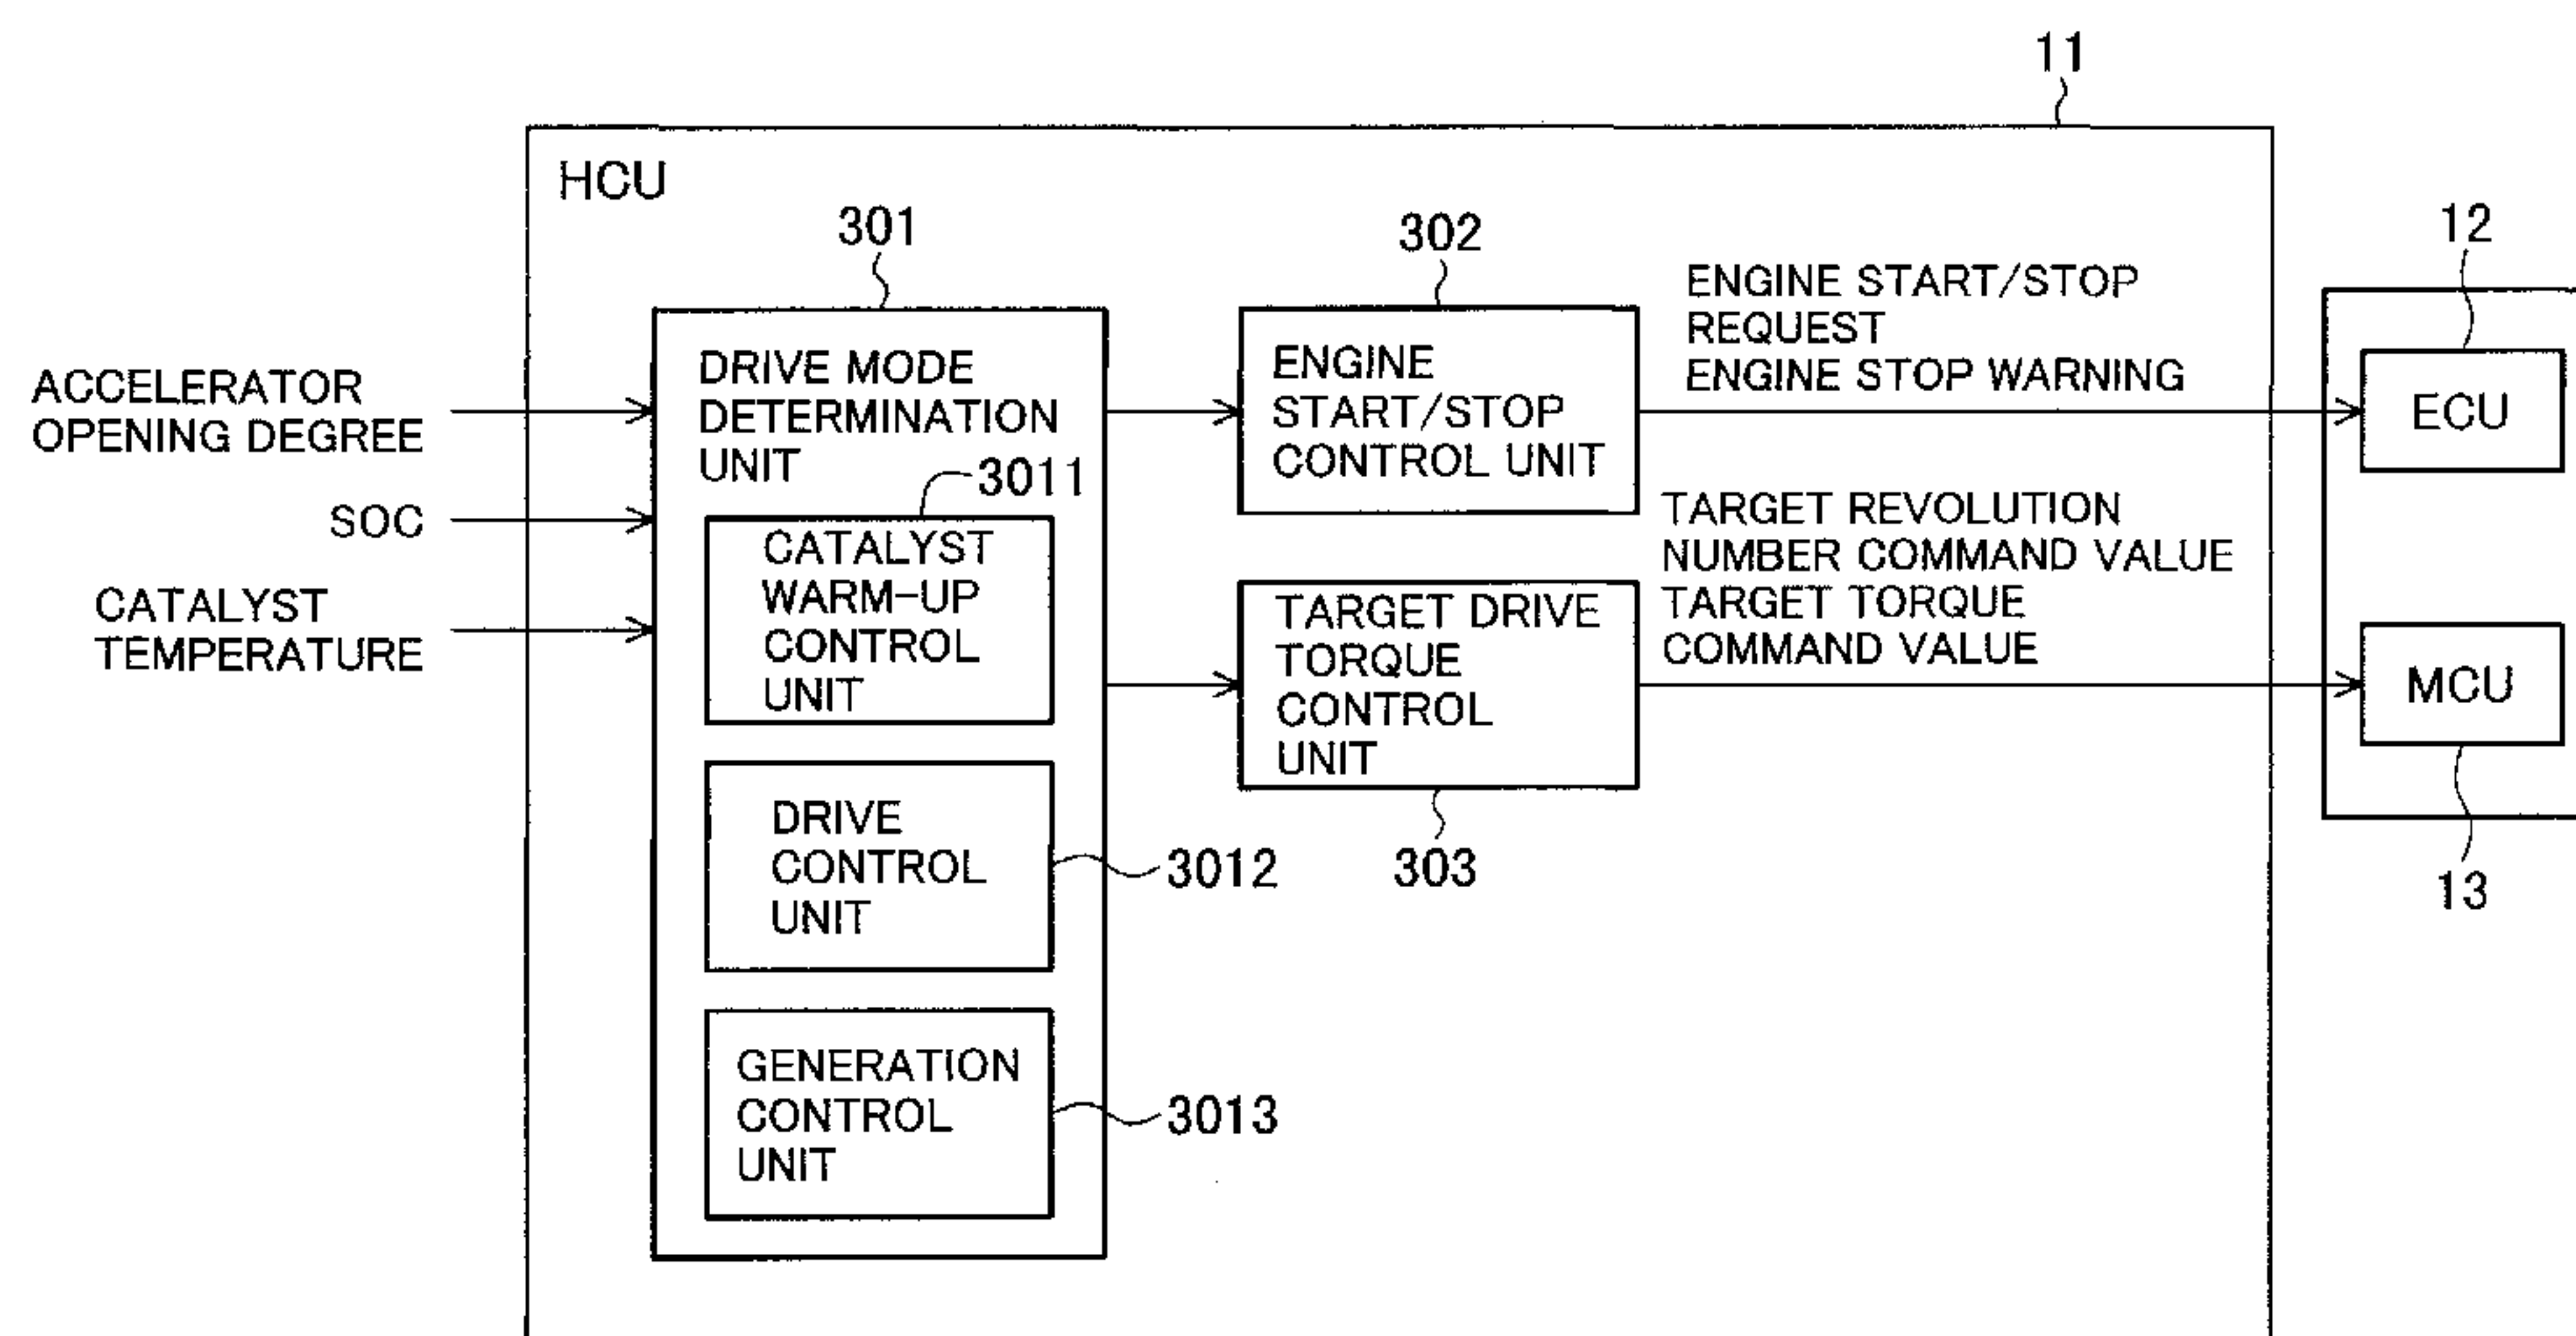 11
HCU
301
302
12
ENGINE START/STOP
REQUEST
ENGINE STOP WARNING
ACCELERATOR
OPENING DEGREE
SOC
CATALYST
TEMPERATURE
DRIVE MODE
DETERMINATION
UNIT
3011
CATALYST
WARM-UP
CONTROL
UNIT
DRIVE
CONTROL
UNIT
3012
GENERATION
CONTROL
UNIT
3013
ENGINE
START/STOP
CONTROL UNIT
TARGET DRIVE
TORQUE
CONTROL
UNIT
303
TARGET REVOLUTION
NUMBER COMMAND VALUE
TARGET TORQUE
COMMAND VALUE
ECU
MCU
13